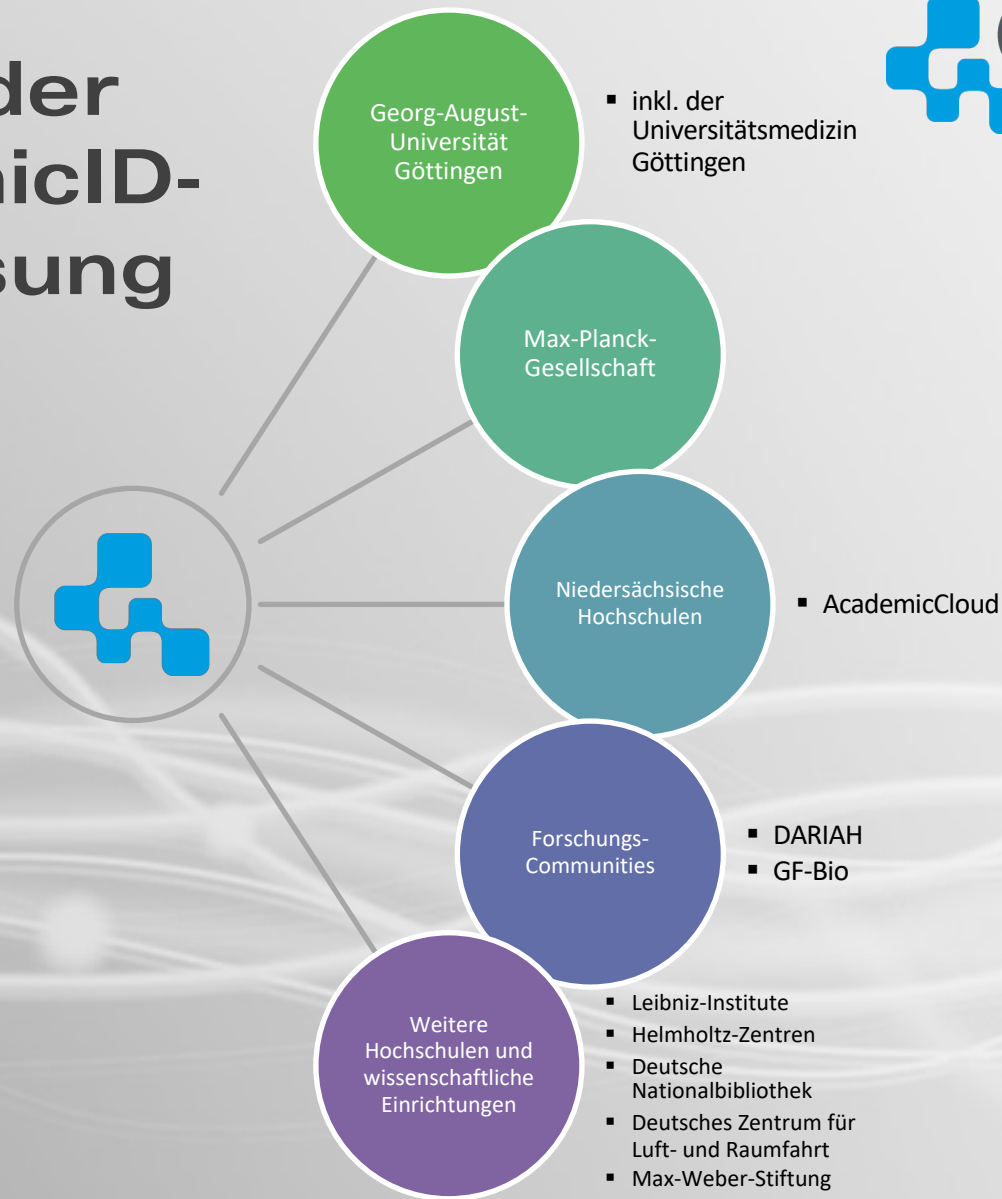 der
nicID-
sung
Georg-August-
Universität
Göttingen
▪ inkl. der
Universitätsmedizin
Göttingen
Max-Planck-
Gesellschaft
Niedersächsische
Hochschulen
▪ AcademicCloud
Forschungs-
Communities
▪ DARIAH
▪ GF-Bio
Weitere
Hochschulen und
wissenschaftliche
Einrichtungen
▪ Leibniz-Institute
▪ Helmholtz-Zentren
▪ Deutsche
Nationalbibliothek
▪ Deutsches Zentrum für
Luft- und Raumfahrt
▪ Max-Weber-Stiftung